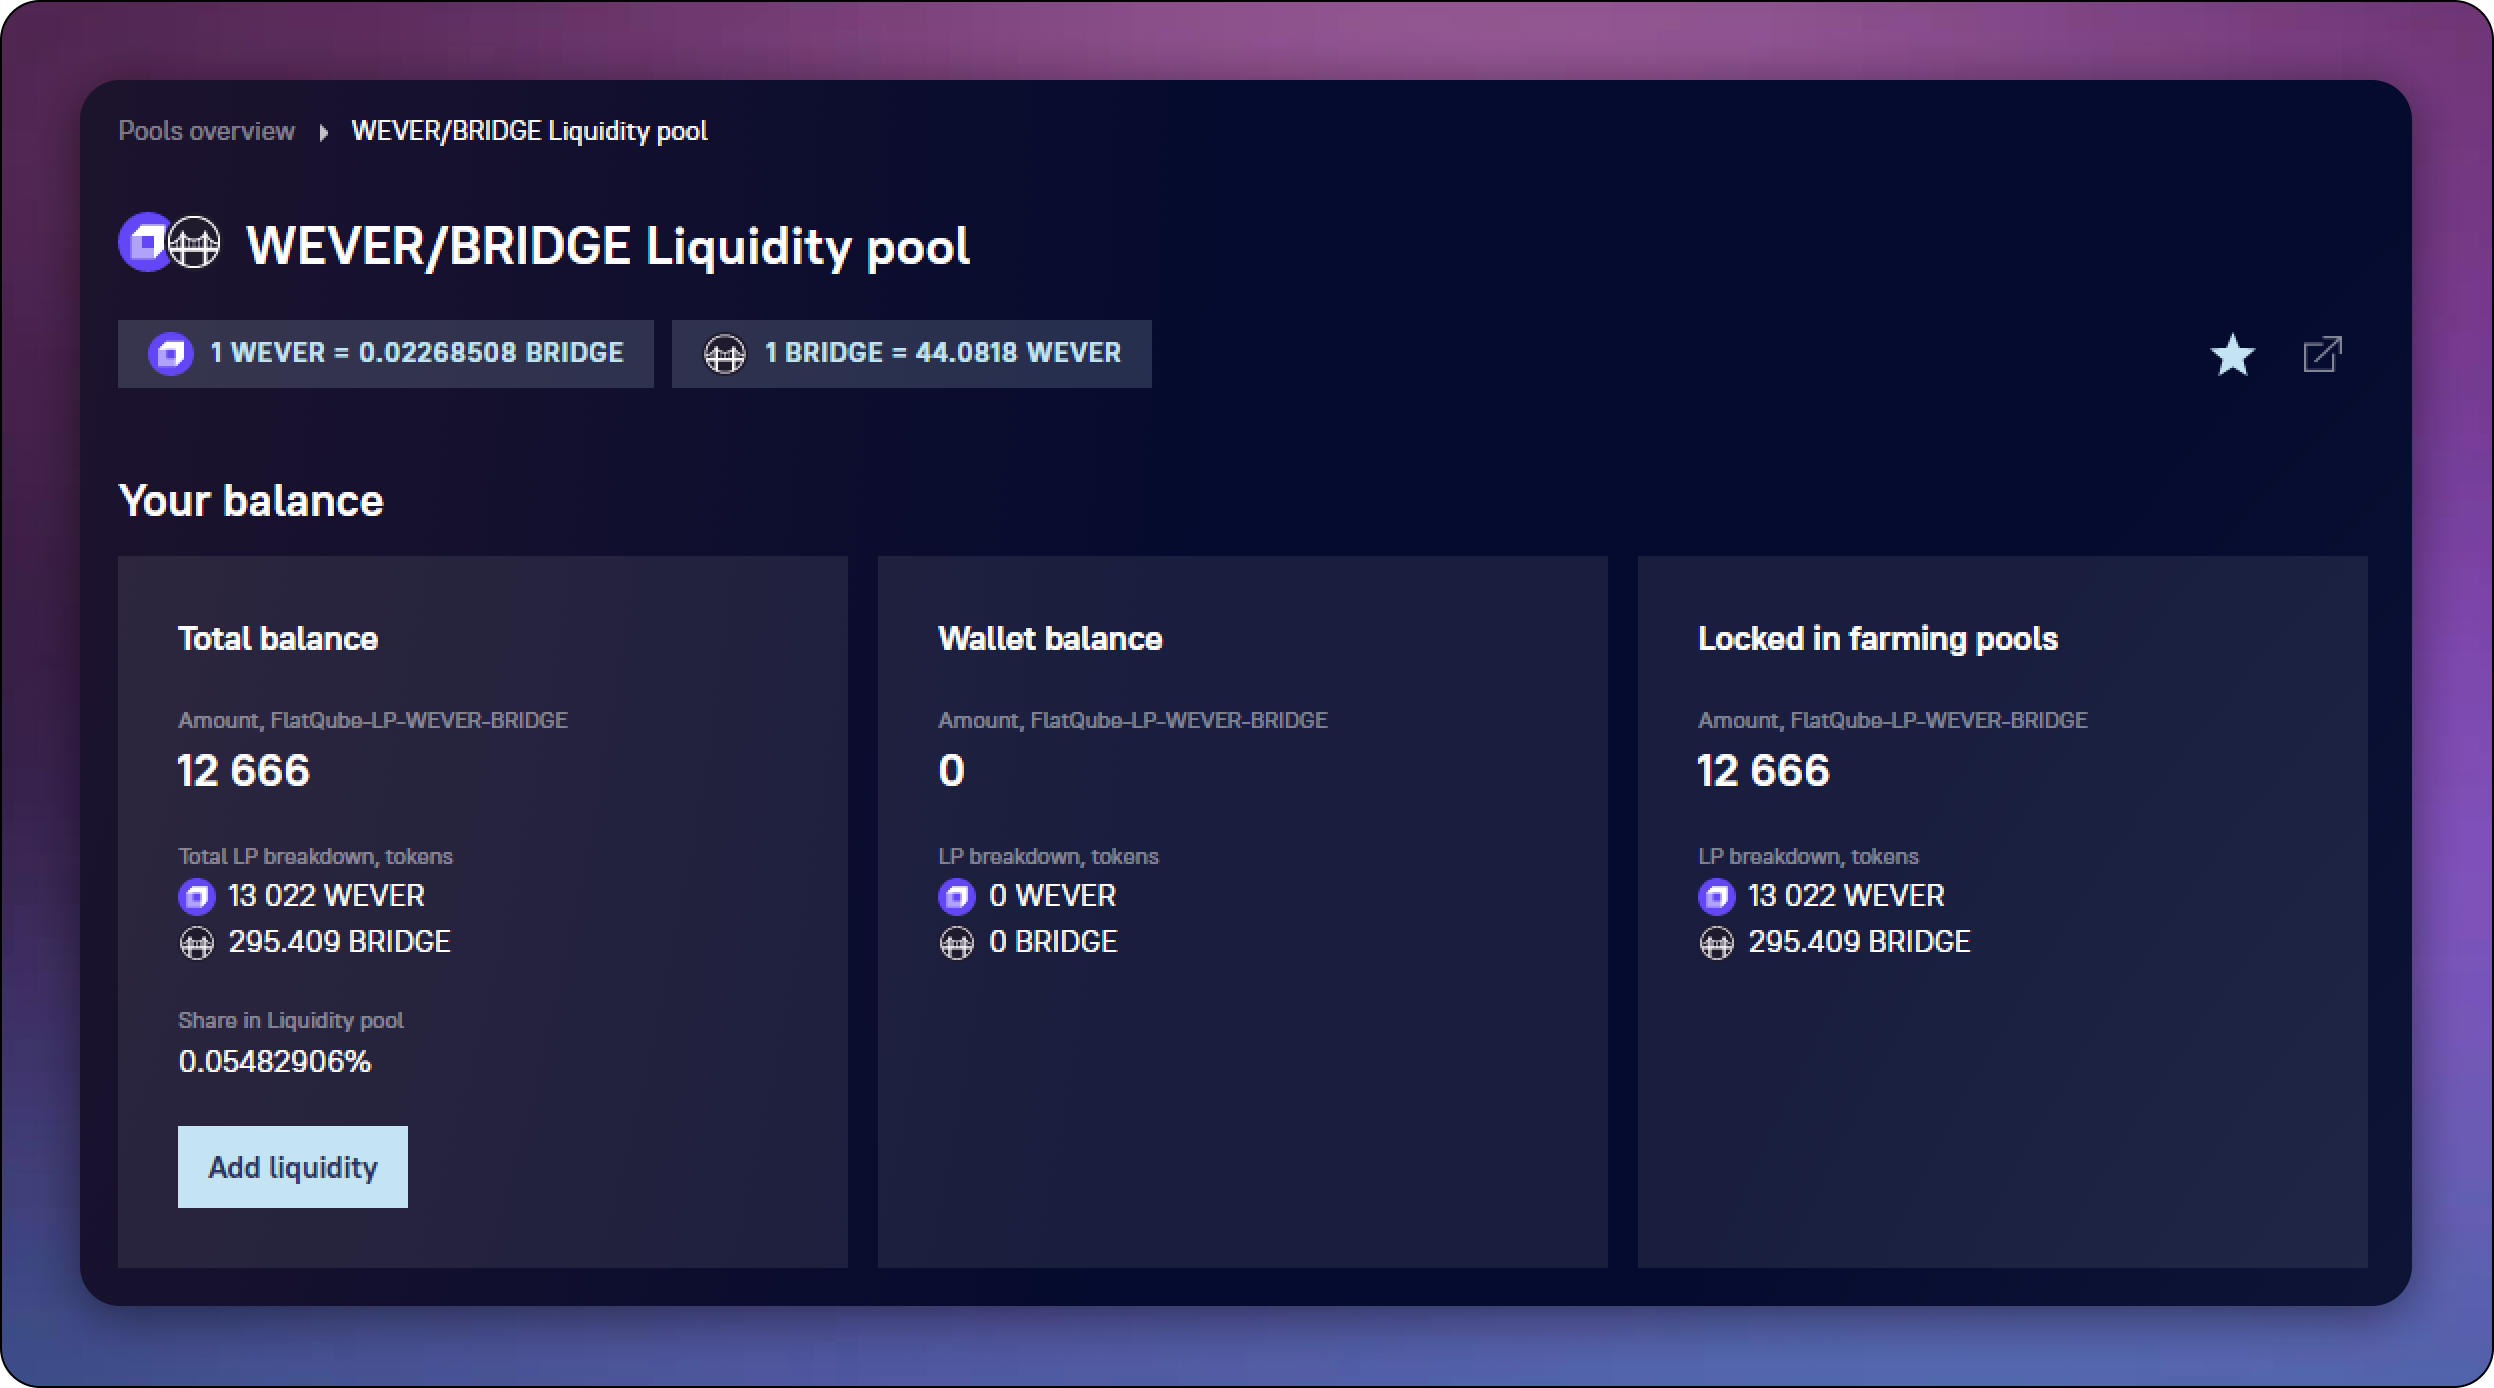 Pools overview WEVER/BRIDGE Liquidity pool
WEVER/BRIDGE Liquidity pool
1 WEVER = 0.02268508 BRIDGE
1 BRIDGE = 44.0818 WEVER
Your balance
Total balance
Amount, FlatQube-LP-WEVER-BRIDGE
12 666
Total LP breakdown, tokens
13 022 WEVER
295.409 BRIDGE
Share in Liquidity pool
0.05482906%
Add liquidity
Wallet balance
Amount, FlatQube-LP-WEVER-BRIDGE
0
LP breakdown, tokens
0 WEVER
0 BRIDGE
Locked in farming pools
Amount, FlatQube-LP-WEVER-BRIDGE
12 666
LP breakdown, tokens
13 022 WEVER
295.409 BRIDGE